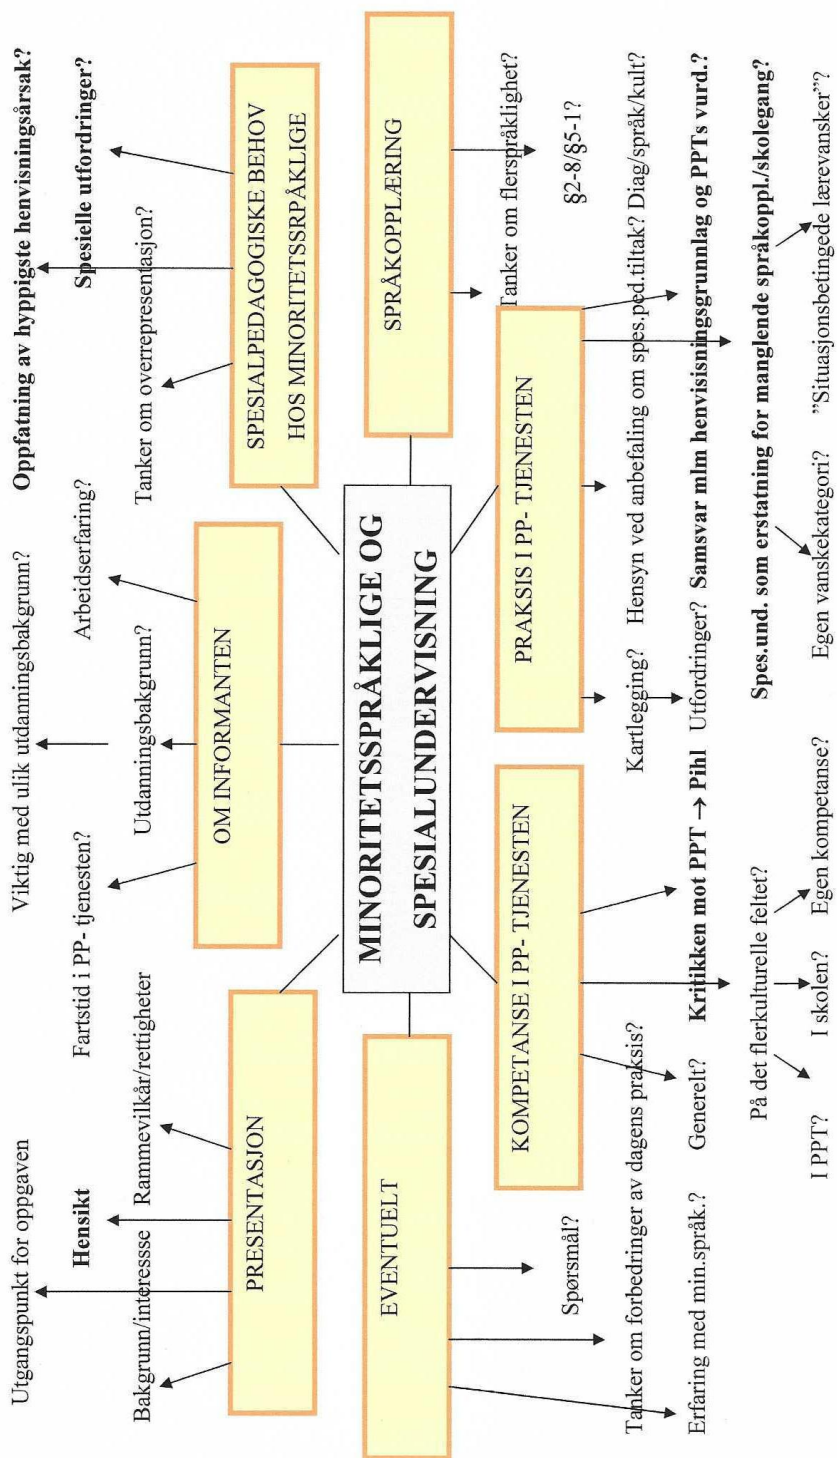 Utgangspunkt for oppgaven
Hensikt
Bakgrunn/interessse
Rammevilkår/rettigheter
PRESENTASJON
Viktig med ulik utdanningsbakgrunn?
Fartstid i PP- tjenesten?
Utdanningsbakgrunn?
Arbeidserfaring?
OM INFORMANTEN
Oppfatning av hyppigste henvisningsårsak?
Spesielle utfordringer?
Tanker om overrepresentasjon?
SPESIALPEDAGOGISKE BEHOV
HOS MINORITETSSRPÅKLIGE
MINORITETSSPRÅKLIGE OG
SPESIALUNDERVISNING
EVENTUELT
Spørsmål?
Tanker om forbedringer av dagens praksis?
Erfaring med min.språk.?
KOMPETANSE I PP- TJENESTEN
Generelt?
Kritikken mot PPT → Pihl
På det flerkulturelle feltet?
I PPT?
I skolen?
Egen kompetanse?
PRAKSIS I PP- TJENESTEN
Kartlegging?
Utfordringer?
Hensyn ved anbefaling om spes.ped.tiltak? Diag/språk/kult?
Samsvar mlm henvisisningsgrunnlag og PPTs vurd.?
Spes.und. som erstatning for manglende språkoppl./skolegang?
Egen vanskekategori?
”Situasjonsbetingede lærevansker”?
SPRÅKOPPLÆRING
Tanker om flerspråklighet?
§2-8/§5-1?